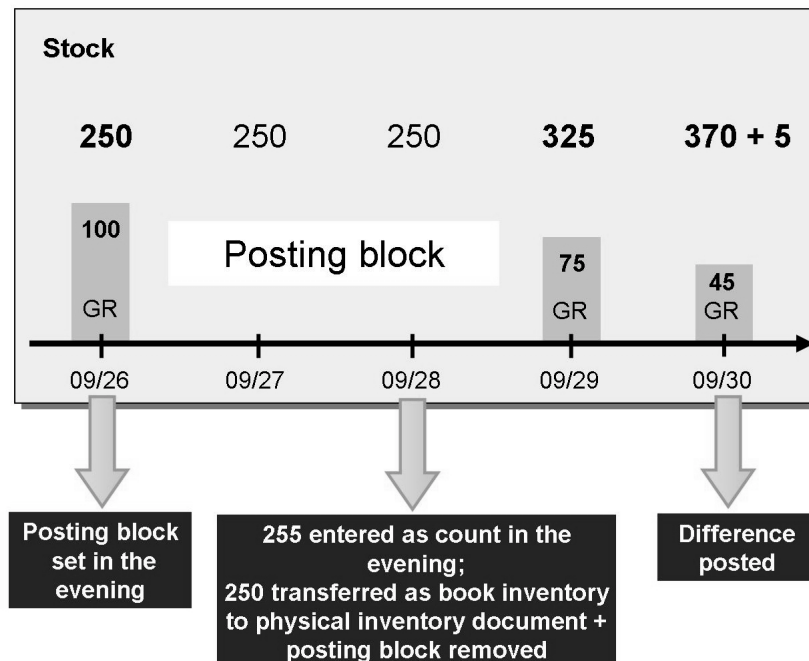 Stock
250 250 250 325 370 + 5
100
GR
Posting block
75
GR
45
GR
09/26 09/27 09/28 09/29 09/30
Posting block
set in the
evening
255 entered as count in the
evening;
250 transferred as book inventory
to physical inventory document +
posting block removed
Difference
posted